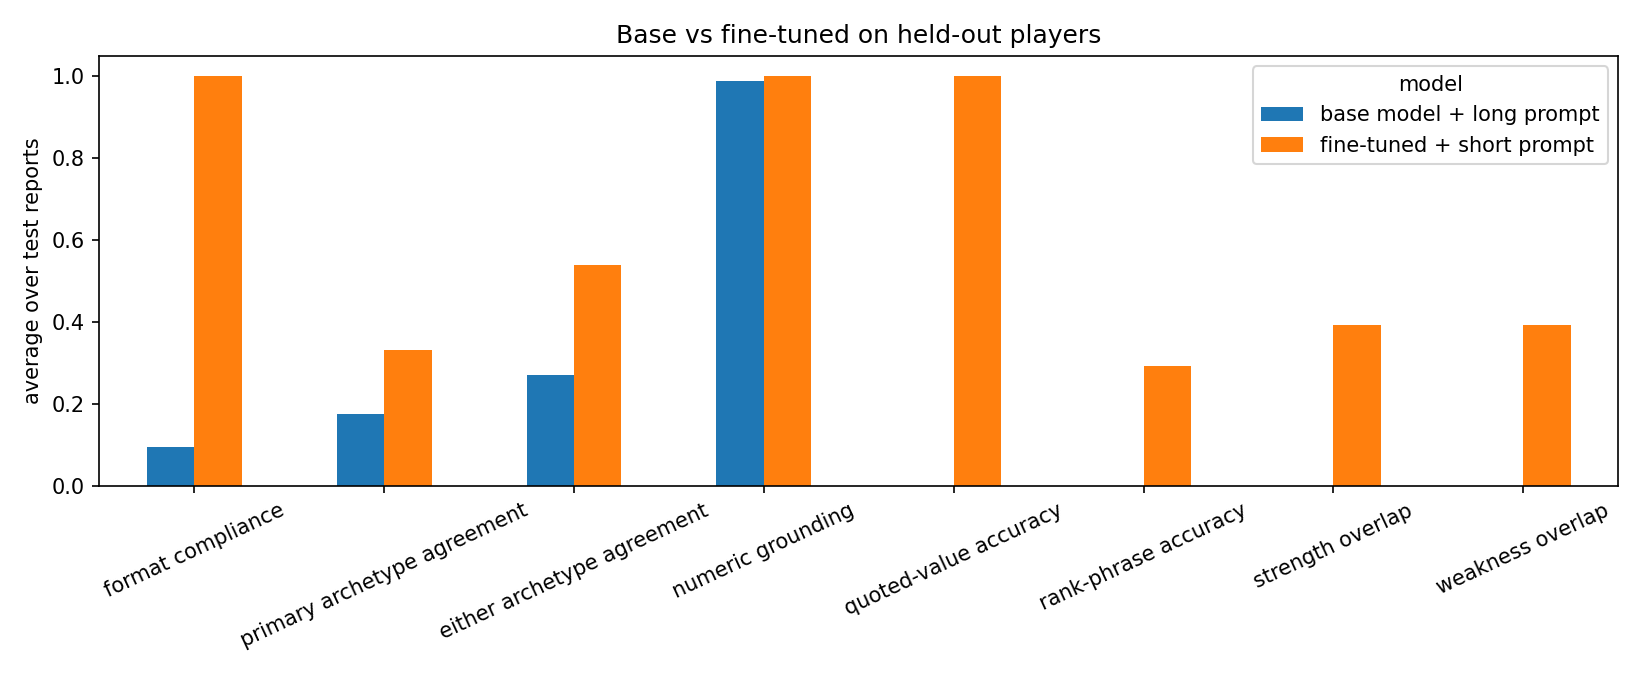 Base vs fine-tuned on held-out players
model
base model + long prompt
fine-tuned + short prompt
average over test reports
1.0
0.8
0.6
0.4
0.2
0.0
format compliance
primary archetype agreement
either archetype agreement
numeric grounding
quoted-value accuracy
rank-phrase accuracy
strength overlap
weakness overlap